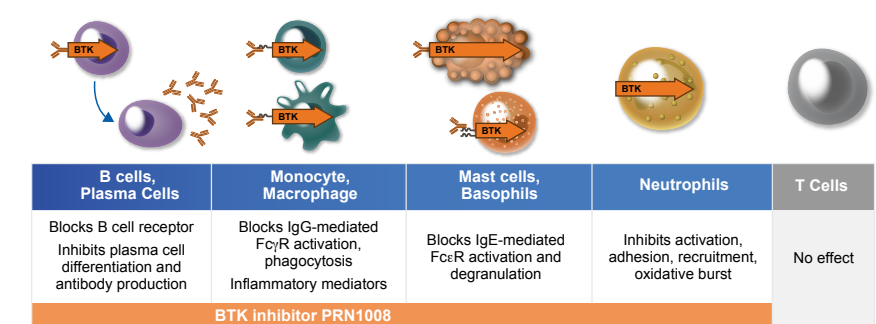 BTK
BTK
BTK
BTK
BTK
BTK
B cells,
Plasma Cells
Monocyte,
Macrophage
Mast cells,
Basophils
Neutrophils
T Cells
Blocks B cell receptor
Inhibits plasma cell
differentiation and
antibody production
Blocks IgG-mediated
FcγR activation,
phagocytosis
Inflammatory mediators
Blocks IgE-mediated
FcεR activation and
degranulation
Inhibits activation,
adhesion, recruitment,
oxidative burst
No effect
BTK inhibitor PRN1008